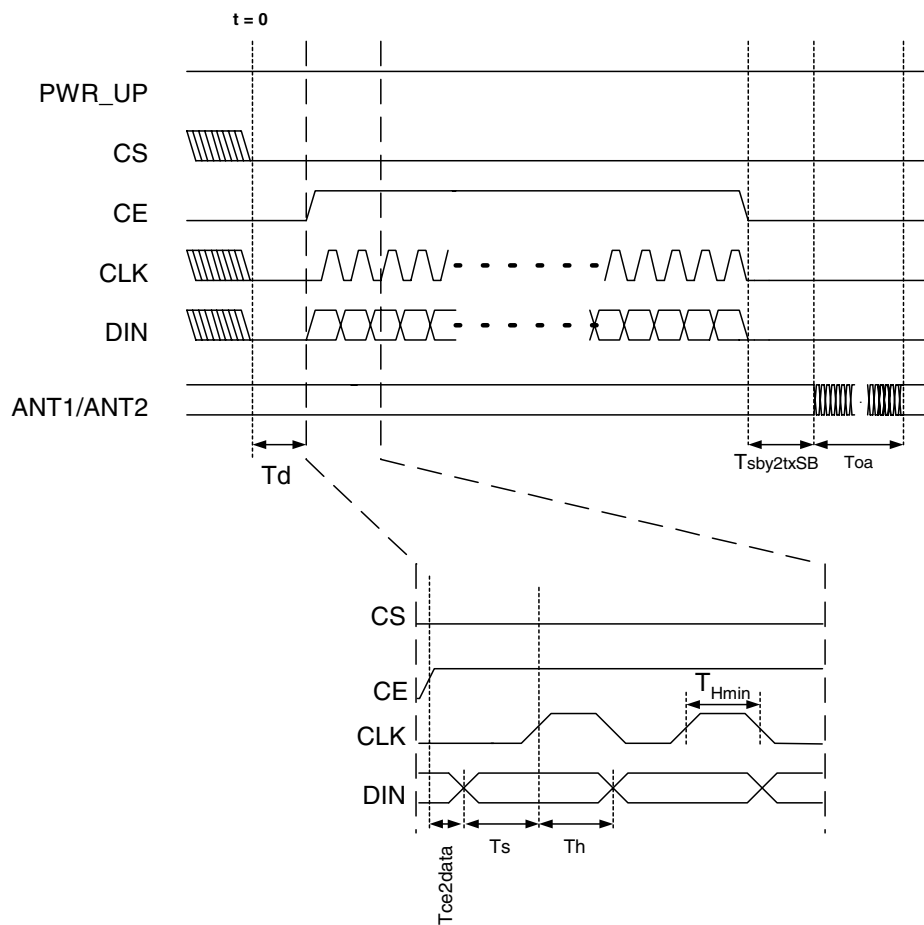 t = 0
PWR_UP
CS
CE
CLK
DIN
ANT1/ANT2
Td
Tsby2txSB
Toa
CS
CE
THmin
CLK
DIN
Tce2data
Ts
Th